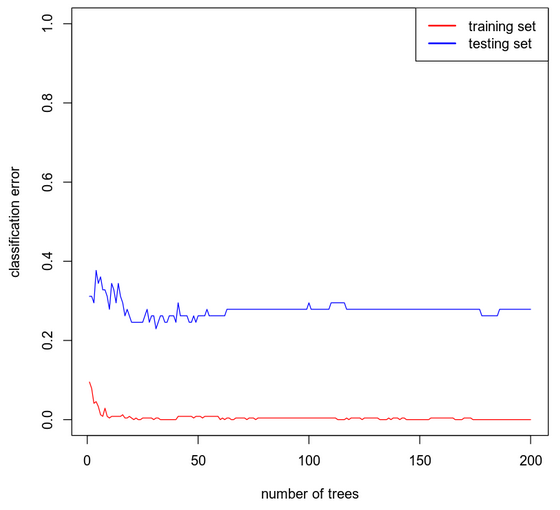 training set
testing set
classification error
1.0
0.8
0.6
0.4
0.2
0.0
0 50 100 150 200
number of trees